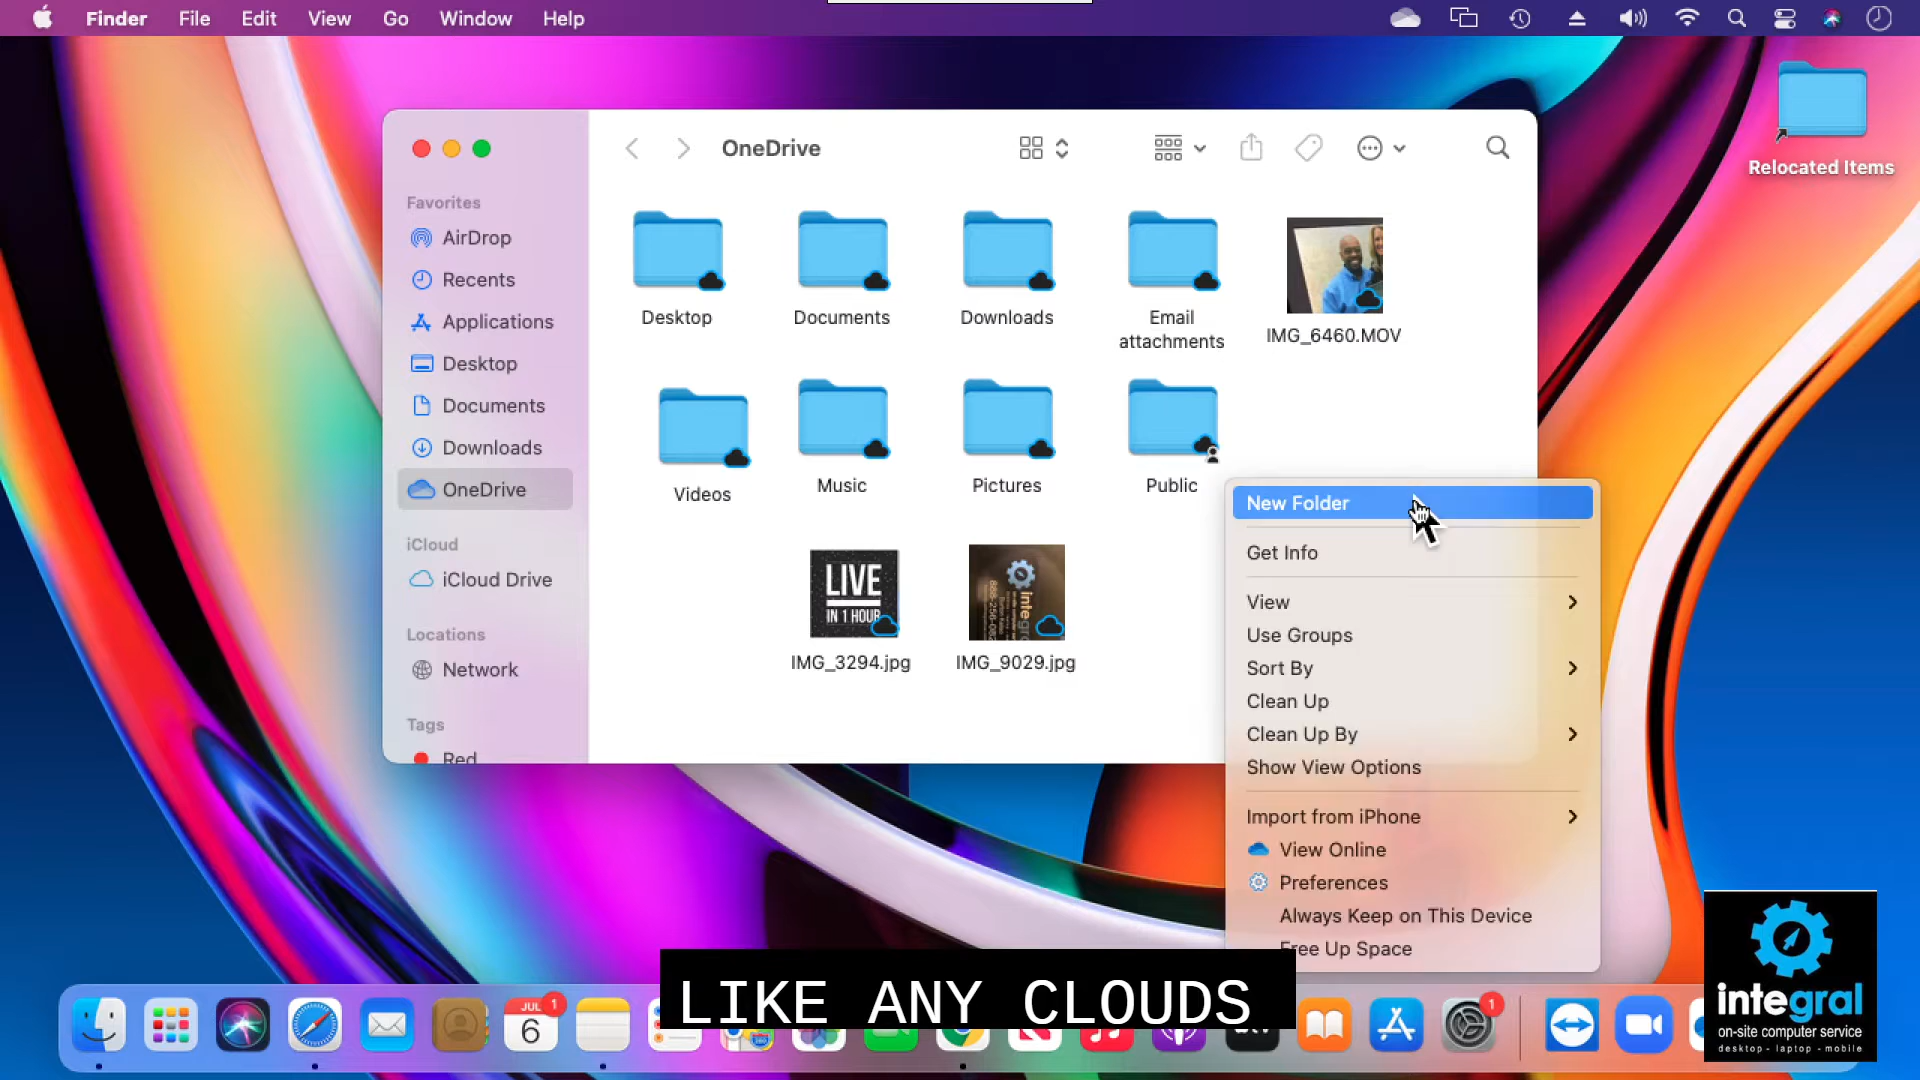 Finder File Edit View Go Window Help
Relocated Items
OneDrive
Favorites
AirDrop
Recents
Applications
Desktop
Documents
Downloads
OneDrive
iCloud
iCloud Drive
Locations
Network
Tags
Red
Desktop
Documents
Downloads
Email
attachments
IMG_6460.MOV
Videos
Music
Pictures
Public
LIVE
IN 1 HOUR
IMG_3294.jpg
integral
IMG_9029.jpg
New Folder
Get Info
View
Use Groups
Sort By
Clean Up
Clean Up By
Show View Options
Import from iPhone
View Online
Preferences
Always Keep on This Device
Free Up Space
LIKE ANY CLOUDS
JUL
6
1
1
integral
on-site computer service
desktop - laptop - mobile